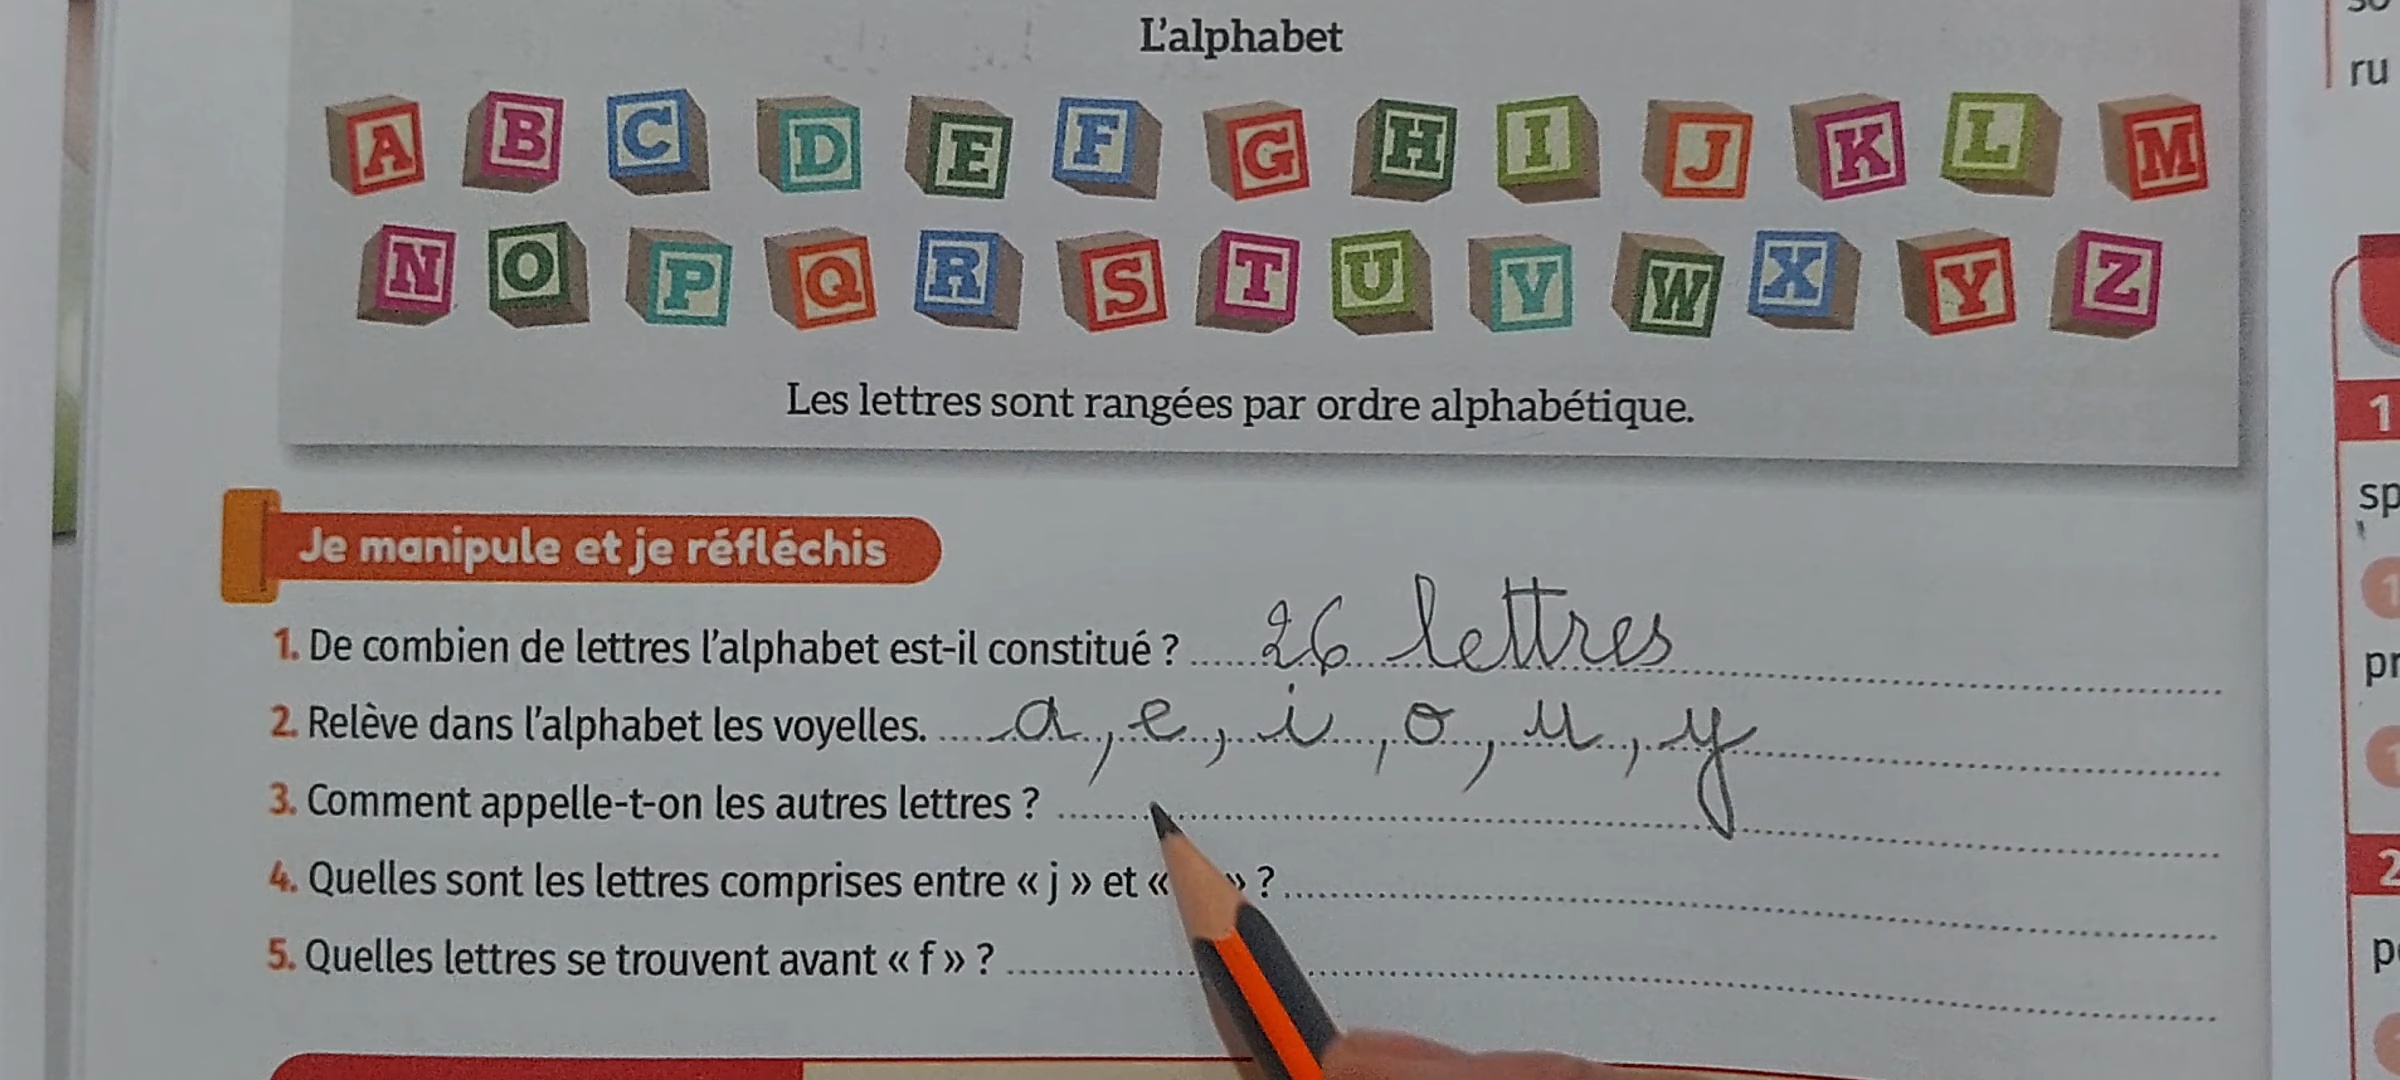 L'alphabet
A B C D E F G H I J K L M
N O P Q R S T U V W X Y Z
Les lettres sont rangées par ordre alphabétique.
Je manipule et je réfléchis
1. De combien de lettres l'alphabet est-il constitué ? 26 lettres
2. Relève dans l'alphabet les voyelles. a, e, i, o, u, y
3. Comment appelle-t-on les autres lettres ?
4. Quelles sont les lettres comprises entre « j » et « » ?
5. Quelles lettres se trouvent avant « f » ?
ru
1
sp
1
pr
1
2